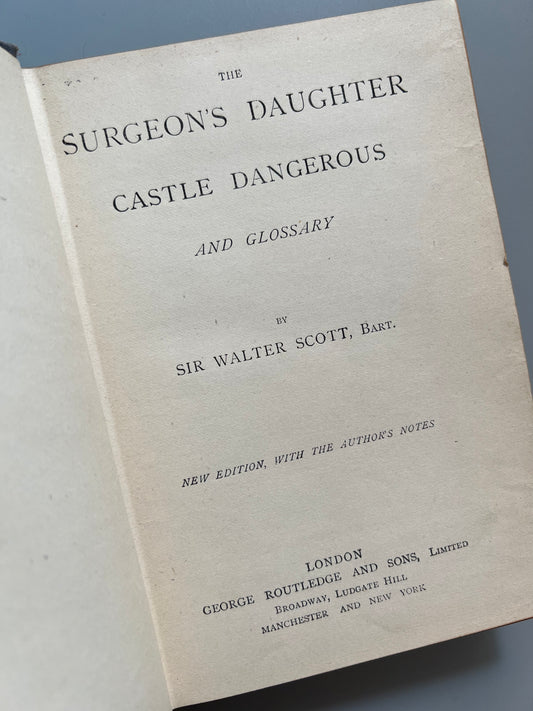 THE
SURGEON'S DAUGHTER
CASTLE DANGEROUS
AND GLOSSARY
BY
SIR WALTER SCOTT, BART.
NEW EDITION, WITH THE AUTHOR'S NOTES
LONDON
GEORGE ROUTLEDGE AND SONS, LIMITED
BROADWAY, LUDGATE HILL
MANCHESTER AND NEW YORK